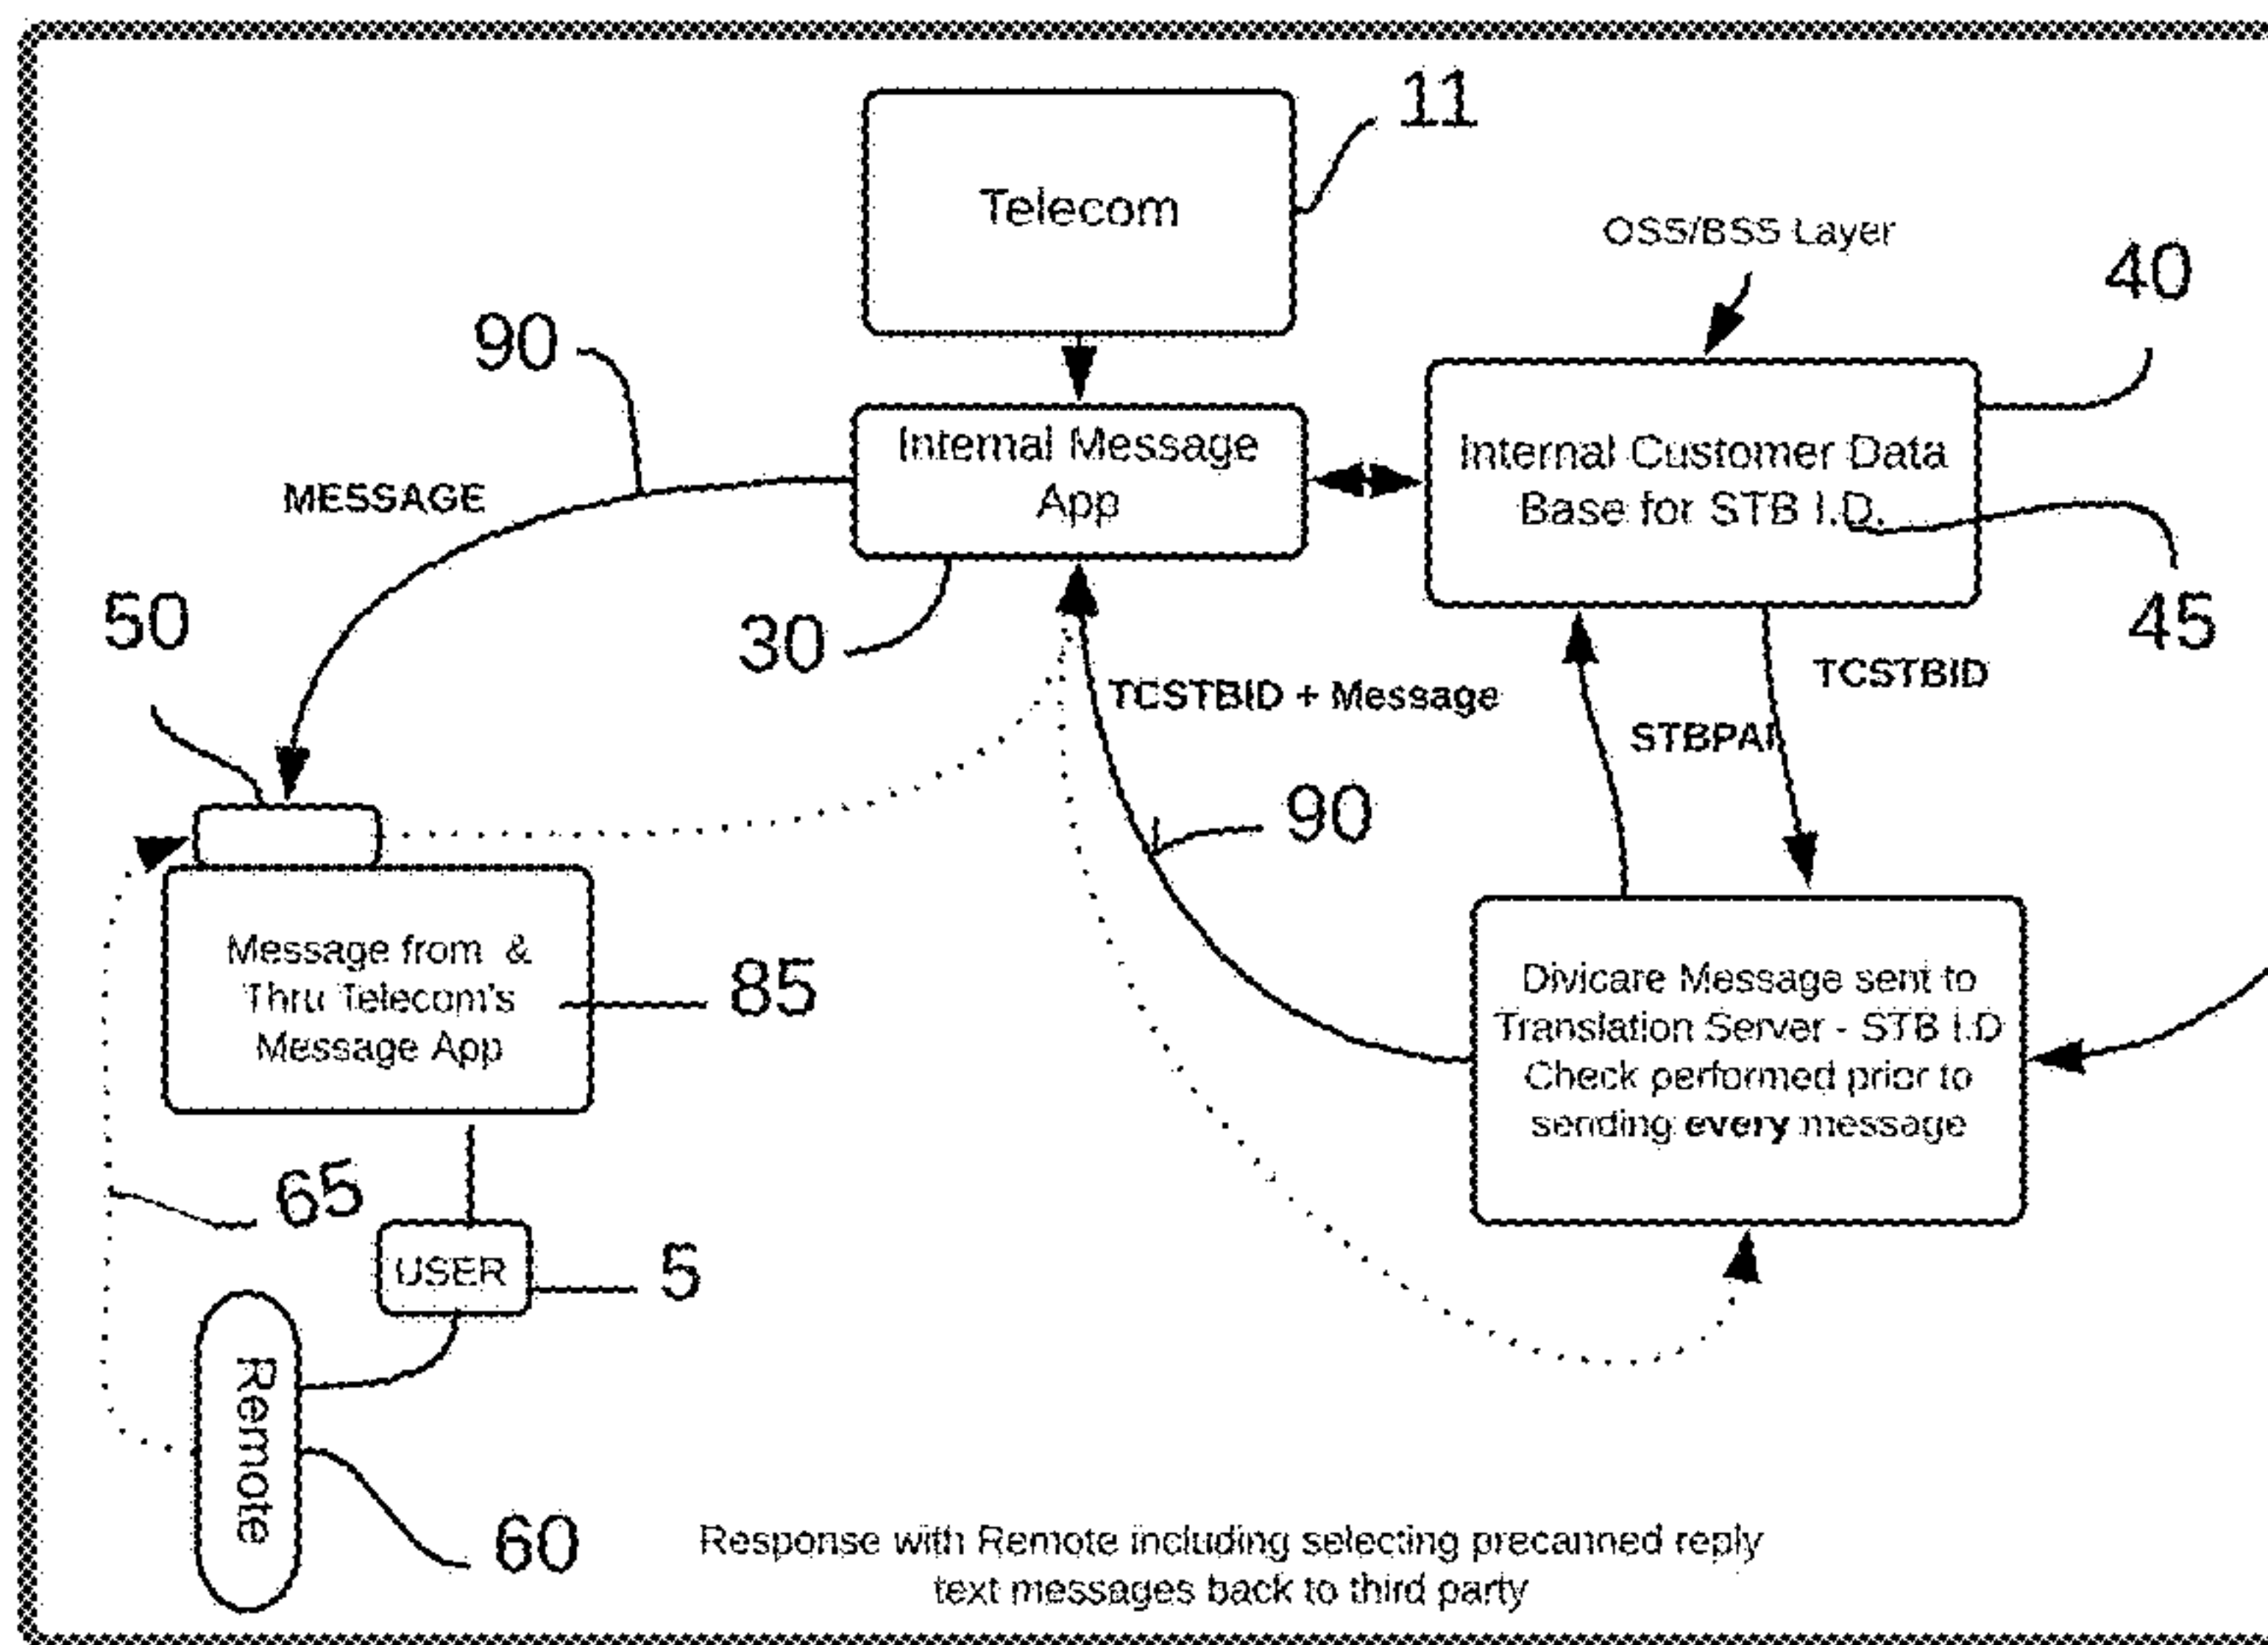 11
Telecom
OSS/BSS Layer
40
90
Internal Message
App
Internal Customer Data
Base for STB I.D.
MESSAGE
50
30
45
TCSTBID + Message
TCSTBID
STBPAI
90
Message from &
Thru Telecom's
Message App
85
Divicare Message sent to
Translation Server - STB I.D
Check performed prior to
sending every message
65
USER
5
Remote
60
Response with Remote including selecting precanned reply
text messages back to third party